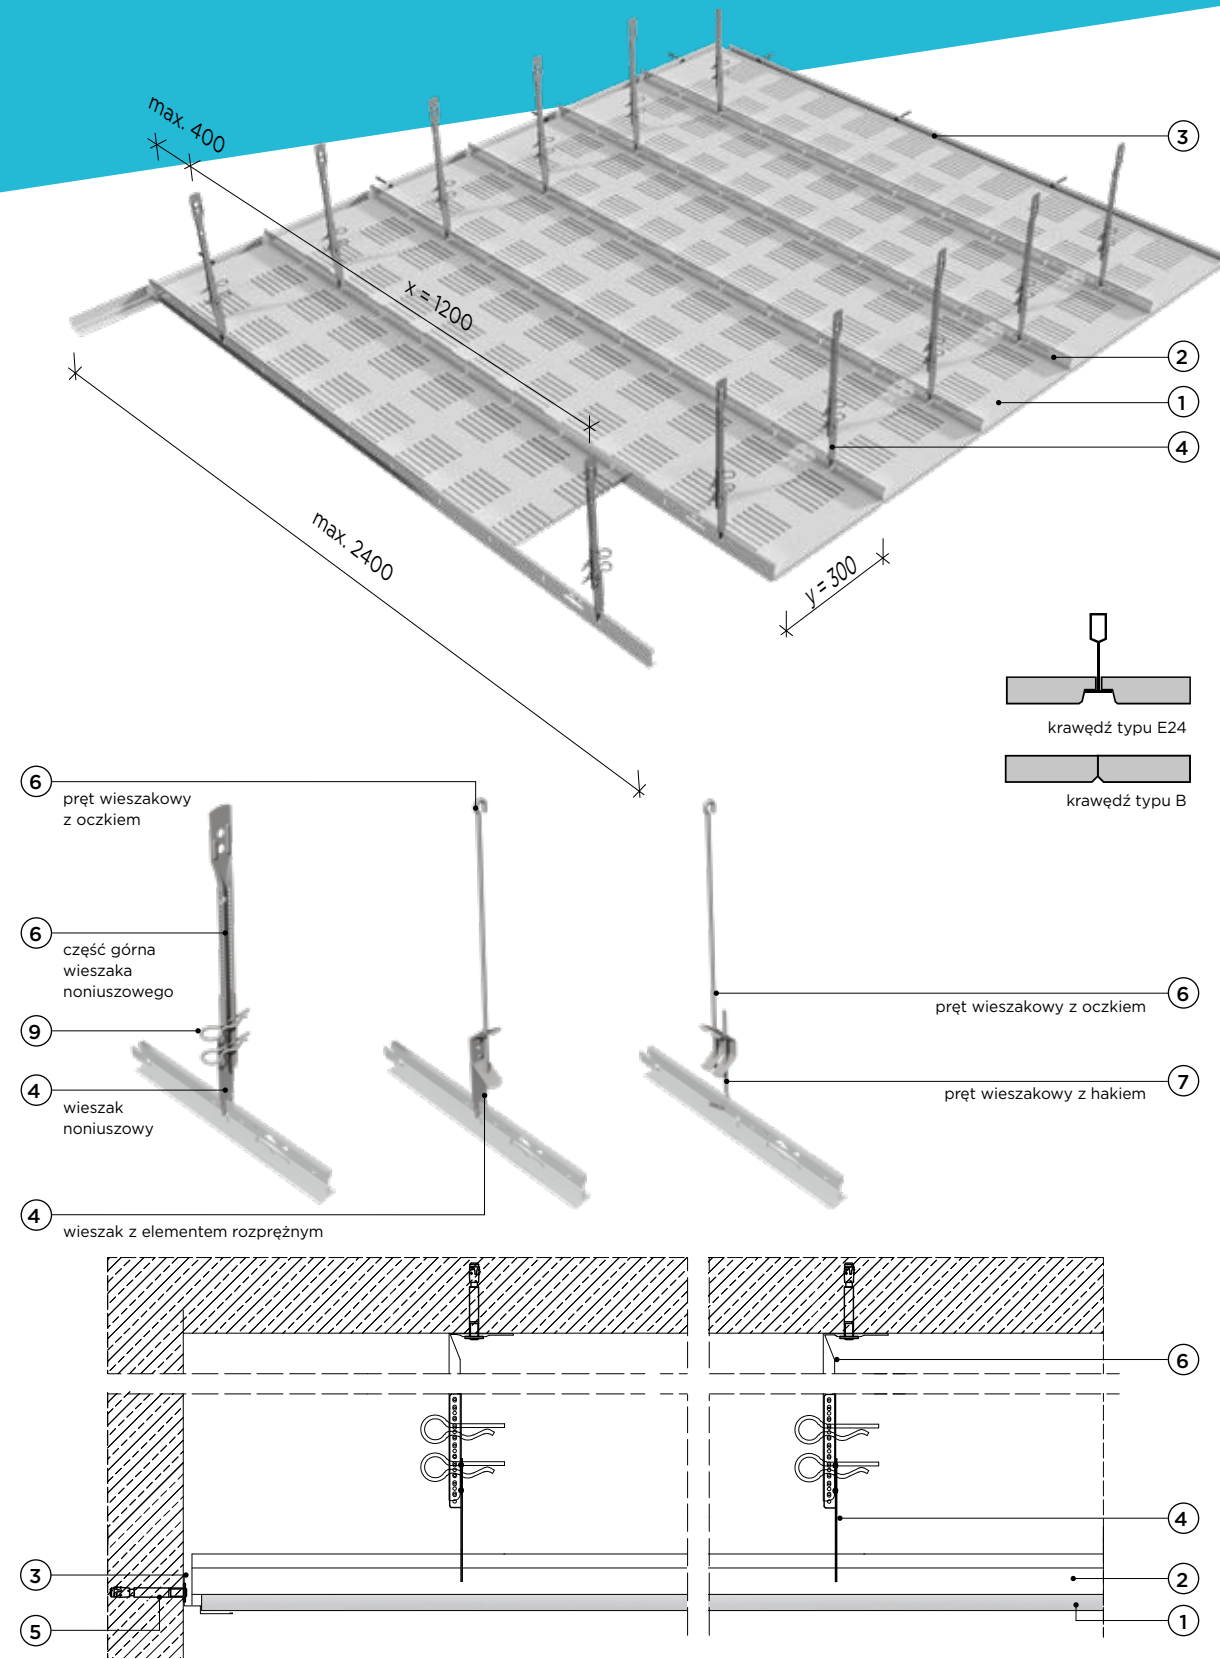 max. 400
3
x = 1200
2
1
4
max. 2400
y = 300
krawędź typu E24
krawędź typu B
6
pręt wieszakowy
z oczkiem
6
część górna
wieszaka
noniuszowego
9
4
wieszak
noniuszowy
4
wieszak z elementem rozprężnym
6
pręt wieszakowy z oczkiem
7
pręt wieszakowy z hakiem
6
4
3
2
5
1